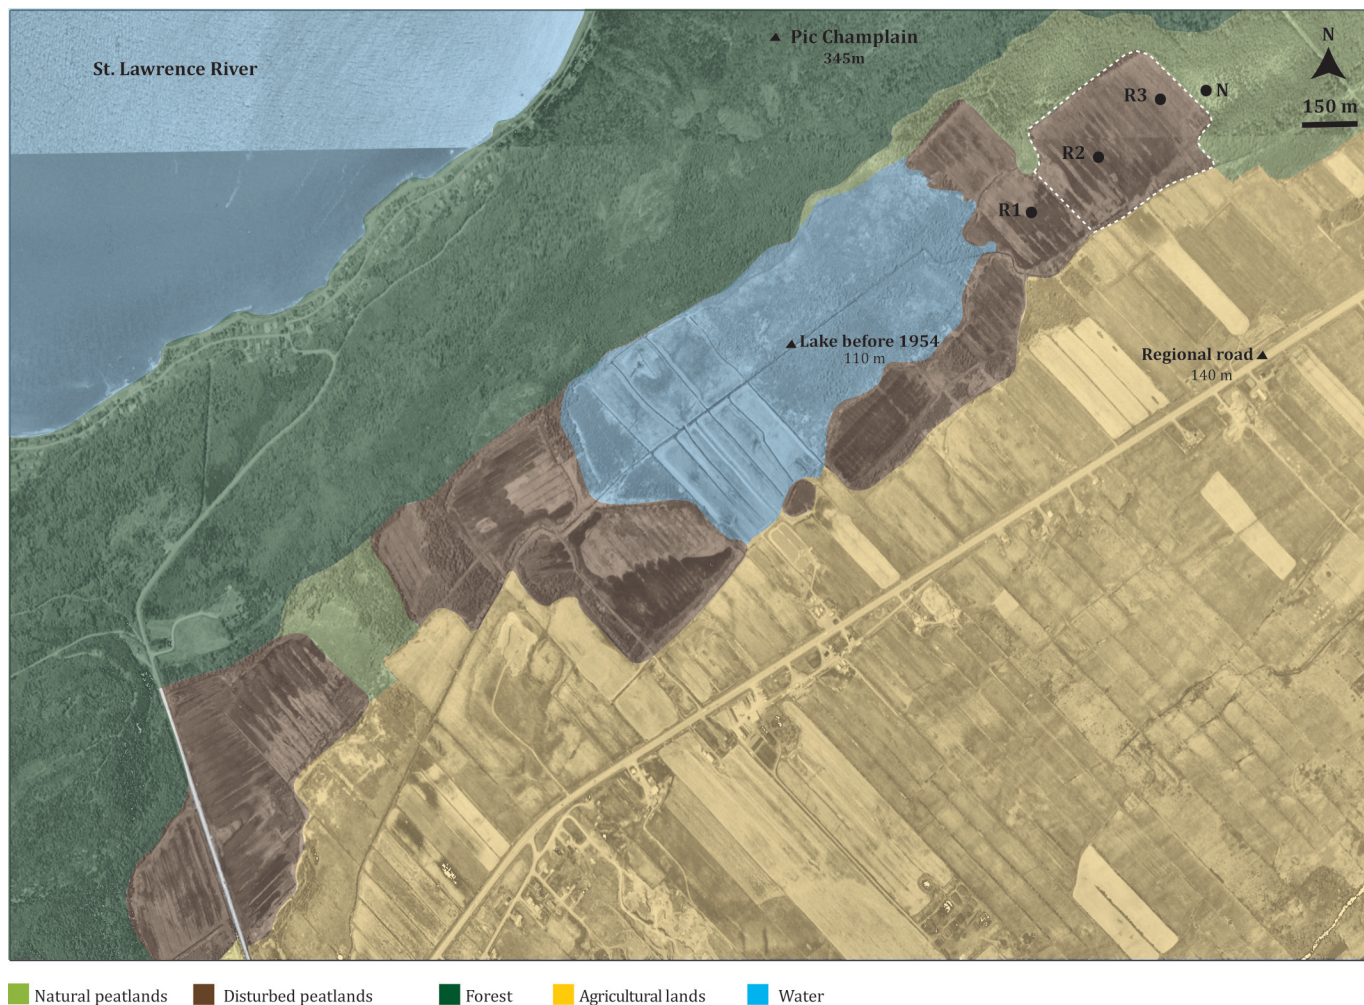 St. Lawrence River
Pic Champlain
345m
N
150 m
R3
N
R2
R1
Lake before 1954
110 m
Regional road
140 m
Natural peatlands
Disturbed peatlands
Forest
Agricultural lands
Water